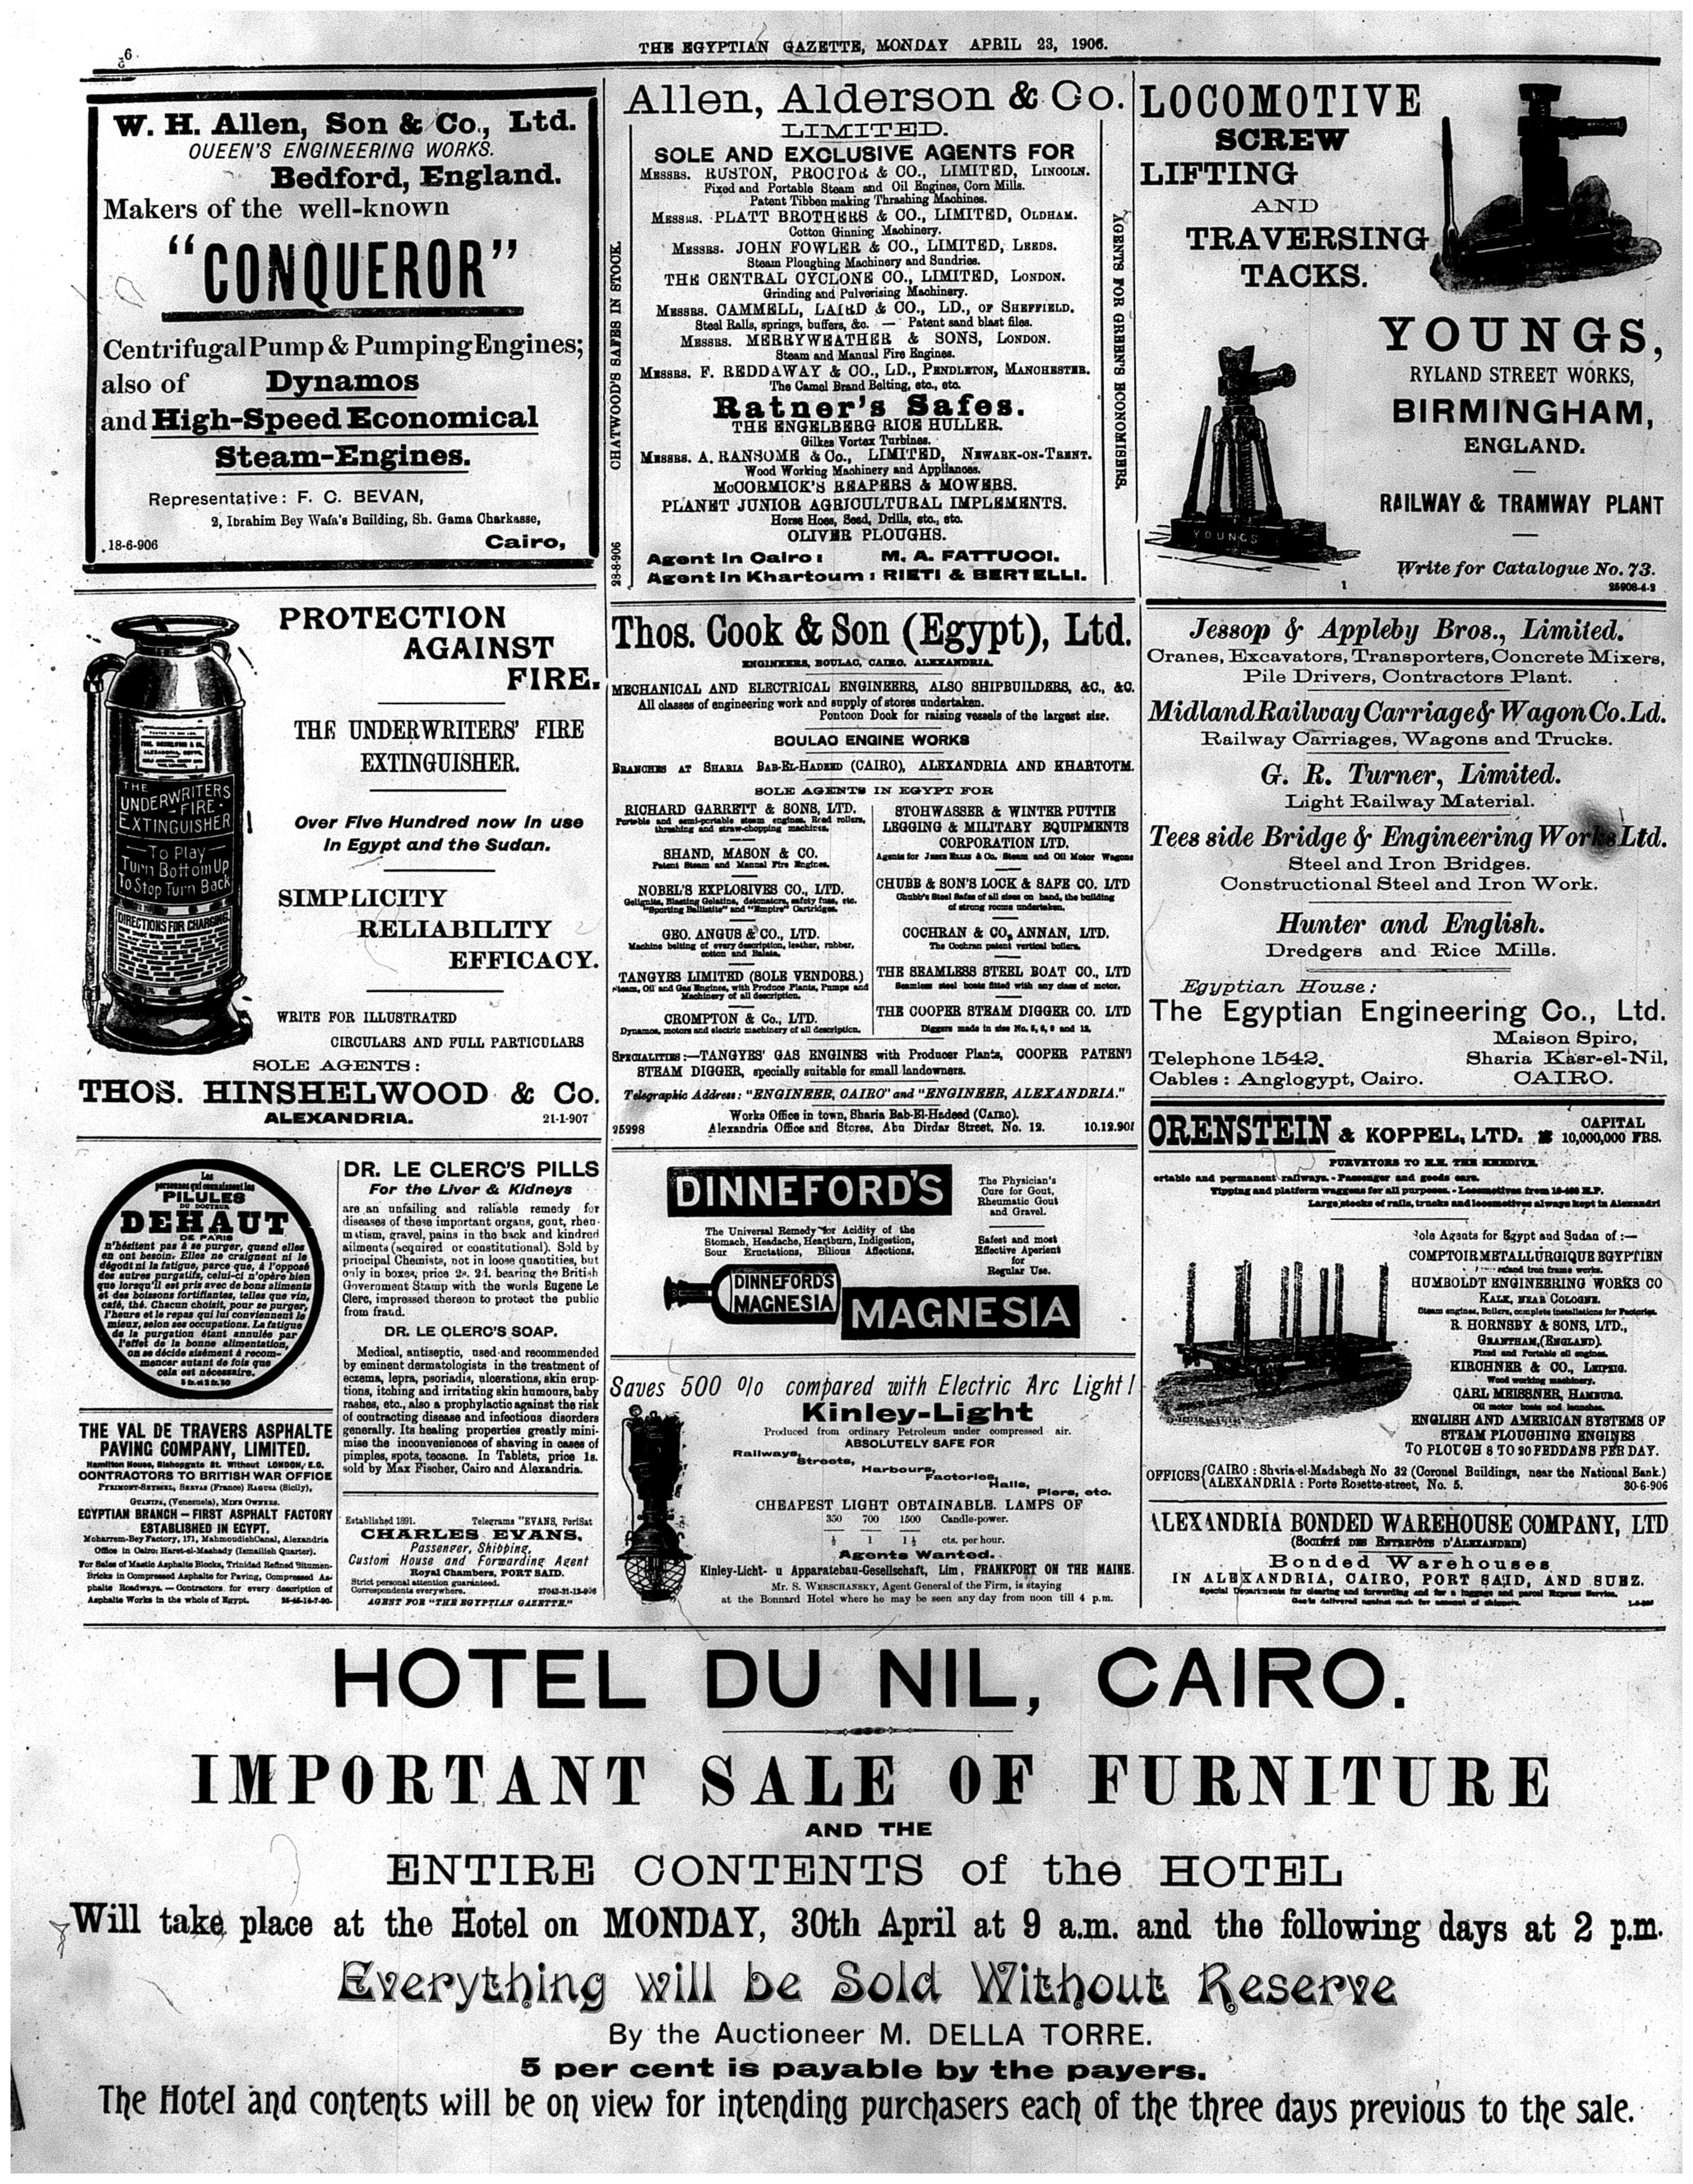 6
THE EGYPTIAN GAZETTE, MONDAY APRIL 23, 1906.
W. H. Allen, Son & Co., Ltd.
QUEEN'S ENGINEERING WORKS.
Bedford, England.
Makers of the well-known
"CONQUEROR"
Centrifugal Pump & Pumping Engines;
also of Dynamos
and High-Speed Economical
Steam-Engines.
Representative: F. C. BEVAN,
2, Ibrahim Bey Wafa's Building, Sh. Gama Charkasse,
18-6-906 Cairo,
PROTECTION
AGAINST
FIRE.
THE UNDERWRITERS' FIRE
EXTINGUISHER.
Over Five Hundred now in use
in Egypt and the Sudan.
SIMPLICITY
RELIABILITY
EFFICACY.
WRITE FOR ILLUSTRATED
CIRCULARS AND FULL PARTICULARS
THE
UNDERWRITERS
FIRE
EXTINGUISHER
To Play
Turn Bottom Up
To Stop Turn Back
DIRECTIONS FOR CHARGING
SOLE AGENTS:
THOS. HINSHELWOOD & Co.
ALEXANDRIA. 21-1-907
Les
personnes qui connaissent les
PILULES
DU DOCTEUR
DEHAUT
DE PARIS
n'hésitent pas à se purger, quand elles
en ont besoin. Elles ne craignent ni le
dégoût ni la fatigue, parce que, à l'opposé
des autres purgatifs, celui-ci n'opère bien
que lorsqu'il est pris avec de bons aliments
et des boissons fortifiantes, telles que vin,
café, thé. Chacun choisit, pour se purger,
l'heure et le repas qui lui conviennent le
mieux, selon ses occupations. La fatigue
de la purgation étant annulée par
l'effet de la bonne alimentation,
on se décide aisément à recom-
mencer autant de fois que
cela est nécessaire.
5 fr. et 2 fr. 50
THE VAL DE TRAVERS ASPHALTE
PAVING COMPANY, LIMITED.
Hamilton House, Bishopgate St. Without LONDON, E.C.
CONTRACTORS TO BRITISH WAR OFFICE
PYRIMONT-SEYSSEL, SERVAS (France) RAGUSA (Sicily),
GUANIPA, (Venezuela), MINE OWNERS.
EGYPTIAN BRANCH – FIRST ASPHALT FACTORY
ESTABLISHED IN EGYPT.
Moharrem-Bey Factory, 171, Mahmoudieh Canal, Alexandria
Office in Cairo: Haret-el-Mashady (Ismailieh Quarter).
For Sales of Mastic Asphalte Blocks, Trinidad Refined Bitumen-
Bricks in Compressed Asphalte for Paving, Compressed As-
phalte Roadways. — Contractors for every description of
Asphalte Works in the whole of Egypt.
DR. LE CLERC'S PILLS
For the Liver & Kidneys
are an unfailing and reliable remedy for
diseases of these important organs, gout, rheu-
matism, gravel, pains in the back and kindred
ailments (acquired or constitutional). Sold by
principal Chemists, not in loose quantities, but
only in boxes, price 2s. 2d. bearing the British
Government Stamp with the words Eugene Le
Clerc, impressed thereon to protect the public
from fraud.
DR. LE CLERC'S SOAP.
Medical, antiseptic, used and recommended
by eminent dermatologists in the treatment of
eczema, lepra, psoriadis, ulcerations, skin erup-
tions, itching and irritating skin humours, baby
rashes, etc., also a prophylactic against the risk
of contracting disease and infectious disorders
generally. Its healing properties greatly mini-
mise the inconveniences of shaving in cases of
pimples, spots, teoacne. In Tablets, price 1s.
sold by Max Fischer, Cairo and Alexandria.
Established 1891. Telegrams "EVANS, PoriSat
CHARLES EVANS,
Passenger, Shipping,
Custom House and Forwarding Agent
Royal Chambers, PORT SAID.
Strict personal attention guaranteed.
Correspondents everywhere. 27042-31-12-906
AGENT FOR "THE EGYPTIAN GAZETTE."
Allen, Alderson & Co.
LIMITED.
SOLE AND EXCLUSIVE AGENTS FOR
MESSRS. RUSTON, PROCTOR & CO., LIMITED, LINCOLN.
Fixed and Portable Steam and Oil Engines, Corn Mills.
Patent Tibben making Thrashing Machines.
MESSRS. PLATT BROTHERS & CO., LIMITED, OLDHAM.
Cotton Ginning Machinery.
MESSRS. JOHN FOWLER & CO., LIMITED, LEEDS.
Steam Ploughing Machinery and Sundries.
THE CENTRAL CYCLONE CO., LIMITED, LONDON.
Grinding and Pulverising Machinery.
MESSRS. CAMMELL, LAIRD & CO., LD., OF SHEFFIELD.
Steel Rails, springs, buffers, &c. — Patent sand blast files.
MESSRS. MERRYWEATHER & SONS, LONDON.
Steam and Manual Fire Engines.
MESSRS. F. REDDAWAY & CO., LD., PENDLETON, MANCHESTER.
The Camel Brand Belting, etc., etc.
Ratner's Safes.
THE ENGELBERG RICE HULLER.
Gilkes Vortex Turbines.
MESSRS. A. RANSOME & Co., LIMITED, NEWARK-ON-TRENT.
Wood Working Machinery and Appliances.
McCORMICK'S REAPERS & MOWERS.
PLANET JUNIOR AGRICULTURAL IMPLEMENTS.
Horse Hoes, Seed, Drills, etc., etc.
OLIVER PLOUGHS.
Agent in Cairo: M. A. FATTUCCI.
Agent in Khartoum: RIETI & BERTELLI.
CHATWOOD'S SAFES IN STOCK.
28-8-906
AGENTS FOR GREEN'S ECONOMISERS.
Thos. Cook & Son (Egypt), Ltd.
ENGINEERS, BOULAC, CAIRO. ALEXANDRIA.
MECHANICAL AND ELECTRICAL ENGINEERS, ALSO SHIPBUILDERS, &C., &C.
All classes of engineering work and supply of stores undertaken.
Pontoon Dock for raising vessels of the largest size.
BOULAC ENGINE WORKS
BRANCHES AT SHARIA BAB-EL-HADEED (CAIRO), ALEXANDRIA AND KHARTOTM.
SOLE AGENTS IN EGYPT FOR
RICHARD GARRETT & SONS, LTD.
Portable and semi-portable steam engines, Road rollers,
threshing and straw-chopping machines.
SHAND, MASON & CO.
Patent Steam and Manual Fire Engines.
NOBEL'S EXPLOSIVES CO., LTD.
Gelignite, Blasting Gelatine, detonators, safety fuse, etc.
"Sporting Ballistite" and "Empire" Cartridges.
GEO. ANGUS & CO., LTD.
Machine belting of every description, leather, rubber,
cotton and Balata.
TANGYES LIMITED (SOLE VENDORS.)
Steam, Oil and Gas Engines, with Produce Plants, Pumps and
Machinery of all description.
CROMPTON & Co., LTD.
Dynamos, motors and electric machinery of all description.
STOHWASSER & WINTER PUTTIE
LEGGING & MILITARY EQUIPMENTS
CORPORATION LTD.
Agents for JAMES ELLIS & Co. Steam and Oil Motor Wagons
CHUBB & SON'S LOCK & SAFE CO. LTD
Chubb's Steel Safes of all sizes on hand, the building
of strong rooms undertaken.
COCHRAN & CO, ANNAN, LTD.
The Cochran patent vertical boilers.
THE SEAMLESS STEEL BOAT CO., LTD
Seamless steel boats fitted with any class of motor.
THE COOPER STEAM DIGGER CO. LTD
Diggers made in size No. 5, 6, 8 and 12.
SPECIALITIES:—TANGYES' GAS ENGINES with Producer Plants, COOPER PATENT
STEAM DIGGER, specially suitable for small landowners.
Telegraphic Address: "ENGINEER, CAIRO" and "ENGINEER, ALEXANDRIA."
Works Office in town, Sharia Bab-El-Hadeed (CAIRO).
25298 Alexandria Office and Stores, Abu Dirdar Street, No. 12. 10.12.906
DINNEFORD'S
The Physician's
Cure for Gout,
Rheumatic Gout
and Gravel.
The Universal Remedy for Acidity of the
Stomach, Headache, Heartburn, Indigestion,
Sour Eructations, Bilious Affections.
Safest and most
Effective Aperient
for
Regular Use.
DINNEFORD'S
MAGNESIA
MAGNESIA
Saves 500 o/o compared with Electric Arc Light!
Kinley-Light
Produced from ordinary Petroleum under compressed air.
ABSOLUTELY SAFE FOR
Railways, Streets, Harbours, Factories, Halls, Piers, etc.
CHEAPEST LIGHT OBTAINABLE. LAMPS OF
350 700 1500 Candle-power.
½ 1 1½ cts. per hour.
Agents Wanted.
Kinley-Licht- u Apparatebau-Gesellschaft, Lim, FRANKFORT ON THE MAINE.
Mr. S. WERSCHANSKY, Agent General of the Firm, is staying
at the Bonnard Hotel where he may be seen any day from noon till 4 p.m.
LOCOMOTIVE
SCREW
LIFTING
AND
TRAVERSING
TACKS.
YOUNGS,
RYLAND STREET WORKS,
BIRMINGHAM,
ENGLAND.
RAILWAY & TRAMWAY PLANT
Write for Catalogue No. 73.
25908-4-2
YOUNGS
1
Jessop & Appleby Bros., Limited.
Cranes, Excavators, Transporters, Concrete Mixers,
Pile Drivers, Contractors Plant.
Midland Railway Carriage & Wagon Co. Ld.
Railway Carriages, Wagons and Trucks.
G. R. Turner, Limited.
Light Railway Material.
Tees side Bridge & Engineering Works Ltd.
Steel and Iron Bridges.
Constructional Steel and Iron Work.
Hunter and English.
Dredgers and Rice Mills.
Egyptian House:
The Egyptian Engineering Co., Ltd.
Maison Spiro,
Telephone 1542. Sharia Kasr-el-Nil,
Cables: Anglogypt, Cairo. CAIRO.
ORENSTEIN & KOPPEL, LTD. CAPITAL
10,000,000 FRS.
PURVEYORS TO H.H. THE KHEDIVE.
ortable and permanent railways. - Passenger and goods cars.
Tipping and platform waggons for all purposes. - Locomotives from 10-400 H.P.
Large stocks of rails, trucks and locomotives always kept in Alexandri
Sole Agents for Egypt and Sudan of:—
COMPTOIR METALLURGIQUE EGYPTIEN
and iron frame works.
HUMBOLDT ENGINEERING WORKS CO
KALK, NEAR COLOGNE.
Steam engines, Boilers, complete installations for Factories.
R. HORNSBY & SONS, LTD.,
GRANTHAM, (ENGLAND).
Fixed and Portable oil engines.
KIRCHNER & CO., LEIPZIG.
Wood working machinery.
CARL MEISSNER, HAMBURG.
Oil motor boats and launches.
ENGLISH AND AMERICAN SYSTEMS OF
STEAM PLOUGHING ENGINES
TO PLOUGH 8 TO 20 FEDDANS PER DAY.
OFFICES (CAIRO: Sharia-el-Madabegh No 32 (Coronel Buildings, near the National Bank.)
(ALEXANDRIA: Porte Rosette-street, No. 5. 30-6-906
ALEXANDRIA BONDED WAREHOUSE COMPANY, LTD
(SOCIÉTÉ DES ENTREPÔTS D'ALEXANDRIE)
Bonded Warehouses
IN ALEXANDRIA, CAIRO, PORT SAID, AND SUEZ.
Special Departments for clearing and forwarding and for a luggage and parcel Express Service.
Goods delivered against cash for account of shippers.
HOTEL DU NIL, CAIRO.
IMPORTANT SALE OF FURNITURE
AND THE
ENTIRE CONTENTS of the HOTEL
Will take place at the Hotel on MONDAY, 30th April at 9 a.m. and the following days at 2 p.m.
Everything will be Sold Without Reserve
By the Auctioneer M. DELLA TORRE.
5 per cent is payable by the payers.
The Hotel and contents will be on view for intending purchasers each of the three days previous to the sale.